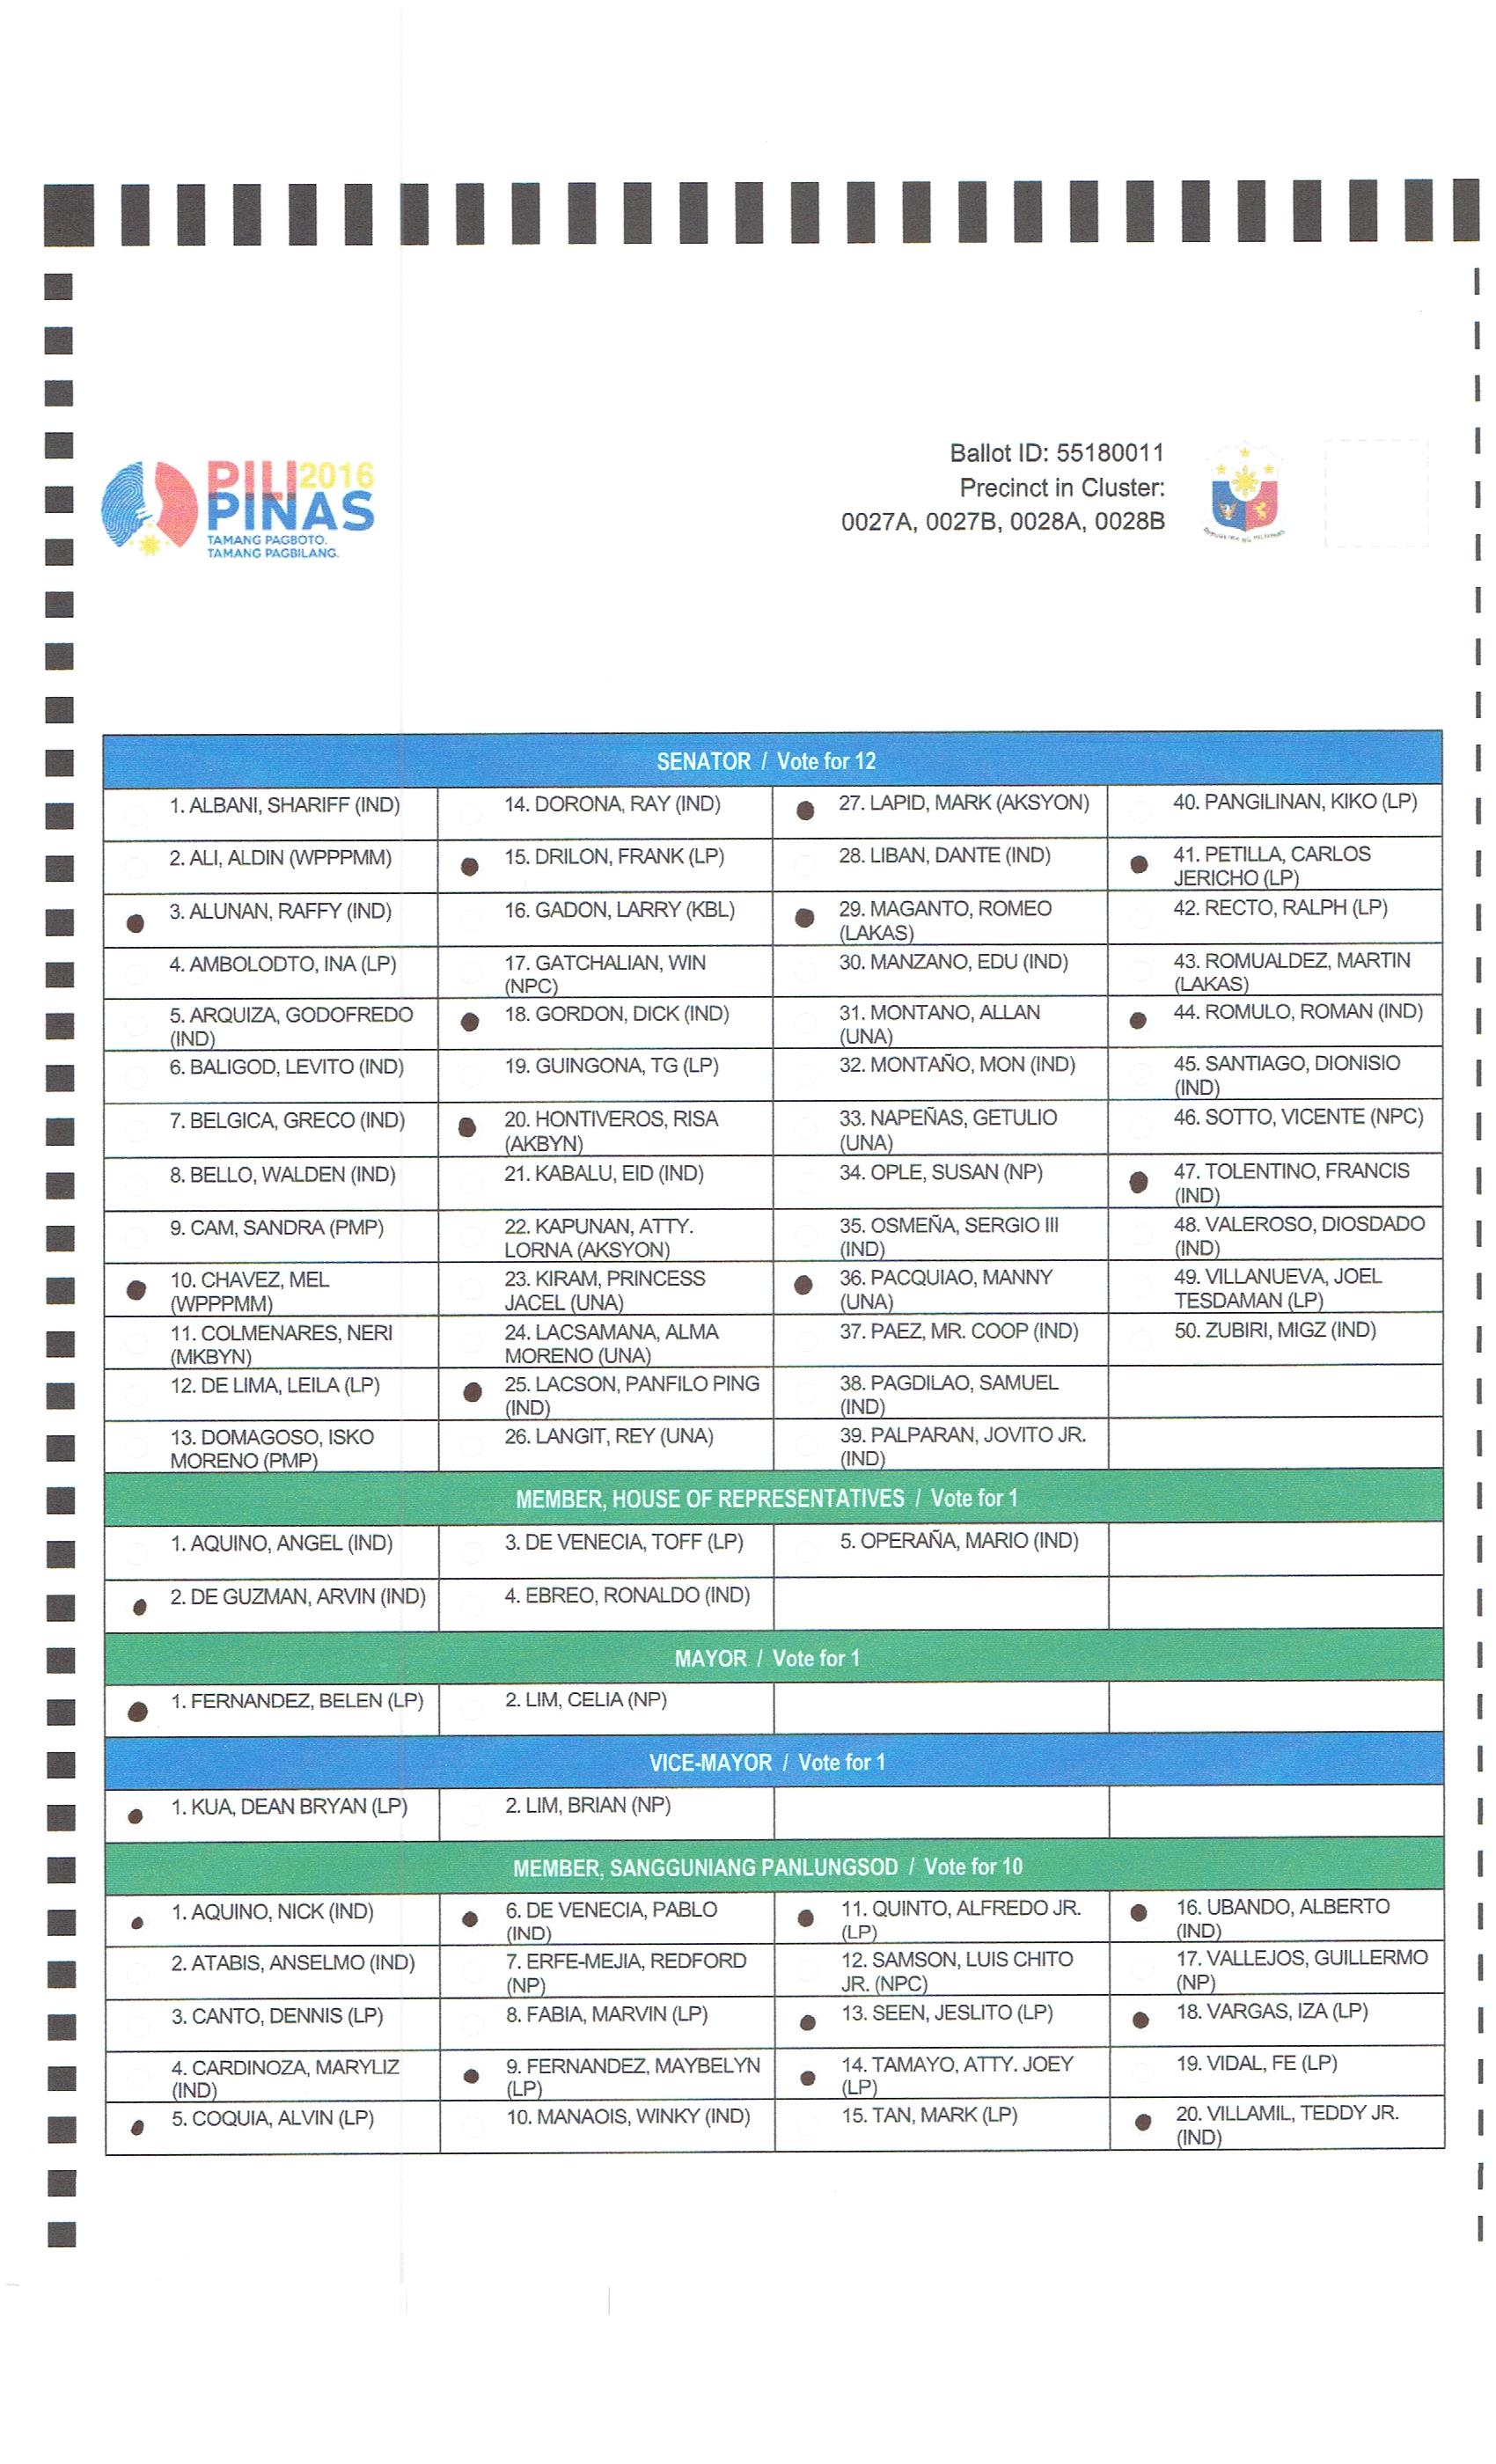 PILI 2016
PINAS
TAMANG PAGBOTO.
TAMANG PAGBILANG.
Ballot ID: 55180011
Precinct in Cluster:
0027A, 0027B, 0028A, 0028B
SENATOR / Vote for 12
1. ALBANI, SHARIFF (IND)
2. ALI, ALDIN (WPPPMM)
3. ALUNAN, RAFFY (IND)
4. AMBOLODTO, INA (LP)
5. ARQUIZA, GODOFREDO
(IND)
6. BALIGOD, LEVITO (IND)
7. BELGICA, GRECO (IND)
8. BELLO, WALDEN (IND)
9. CAM, SANDRA (PMP)
10. CHAVEZ, MEL
(WPPPMM)
11. COLMENARES, NERI
(MKBYN)
12. DE LIMA, LEILA (LP)
13. DOMAGOSO, ISKO
MORENO (PMP)
14. DORONA, RAY (IND)
15. DRILON, FRANK (LP)
16. GADON, LARRY (KBL)
17. GATCHALIAN, WIN
(NPC)
18. GORDON, DICK (IND)
19. GUINGONA, TG (LP)
20. HONTIVEROS, RISA
(AKBYN)
21. KABALU, EID (IND)
22. KAPUNAN, ATTY.
LORNA (AKSYON)
23. KIRAM, PRINCESS
JACEL (UNA)
24. LACSAMANA, ALMA
MORENO (UNA)
25. LACSON, PANFILO PING
(IND)
26. LANGIT, REY (UNA)
27. LAPID, MARK (AKSYON)
28. LIBAN, DANTE (IND)
29. MAGANTO, ROMEO
(LAKAS)
30. MANZANO, EDU (IND)
31. MONTANO, ALLAN
(UNA)
32. MONTAÑO, MON (IND)
33. NAPEÑAS, GETULIO
(UNA)
34. OPLE, SUSAN (NP)
35. OSMEÑA, SERGIO III
(IND)
36. PACQUIAO, MANNY
(UNA)
37. PAEZ, MR. COOP (IND)
38. PAGDILAO, SAMUEL
(IND)
39. PALPARAN, JOVITO JR.
(IND)
40. PANGILINAN, KIKO (LP)
41. PETILLA, CARLOS
JERICHO (LP)
42. RECTO, RALPH (LP)
43. ROMUALDEZ, MARTIN
(LAKAS)
44. ROMULO, ROMAN (IND)
45. SANTIAGO, DIONISIO
(IND)
46. SOTTO, VICENTE (NPC)
47. TOLENTINO, FRANCIS
(IND)
48. VALEROSO, DIOSDADO
(IND)
49. VILLANUEVA, JOEL
TESDAMAN (LP)
50. ZUBIRI, MIGZ (IND)
MEMBER, HOUSE OF REPRESENTATIVES / Vote for 1
1. AQUINO, ANGEL (IND)
2. DE GUZMAN, ARVIN (IND)
3. DE VENECIA, TOFF (LP)
4. EBREO, RONALDO (IND)
5. OPERAÑA, MARIO (IND)
MAYOR / Vote for 1
1. FERNANDEZ, BELEN (LP)
2. LIM, CELIA (NP)
VICE-MAYOR / Vote for 1
1. KUA, DEAN BRYAN (LP)
2. LIM, BRIAN (NP)
MEMBER, SANGGUNIANG PANLUNGSOD / Vote for 10
1. AQUINO, NICK (IND)
2. ATABIS, ANSELMO (IND)
3. CANTO, DENNIS (LP)
4. CARDINOZA, MARYLIZ
(IND)
5. COQUIA, ALVIN (LP)
6. DE VENECIA, PABLO
(IND)
7. ERFE-MEJIA, REDFORD
(NP)
8. FABIA, MARVIN (LP)
9. FERNANDEZ, MAYBELYN
(LP)
10. MANAOIS, WINKY (IND)
11. QUINTO, ALFREDO JR.
(LP)
12. SAMSON, LUIS CHITO
JR. (NPC)
13. SEEN, JESLITO (LP)
14. TAMAYO, ATTY. JOEY
(LP)
15. TAN, MARK (LP)
16. UBANDO, ALBERTO
(IND)
17. VALLEJOS, GUILLERMO
(NP)
18. VARGAS, IZA (LP)
19. VIDAL, FE (LP)
20. VILLAMIL, TEDDY JR.
(IND)